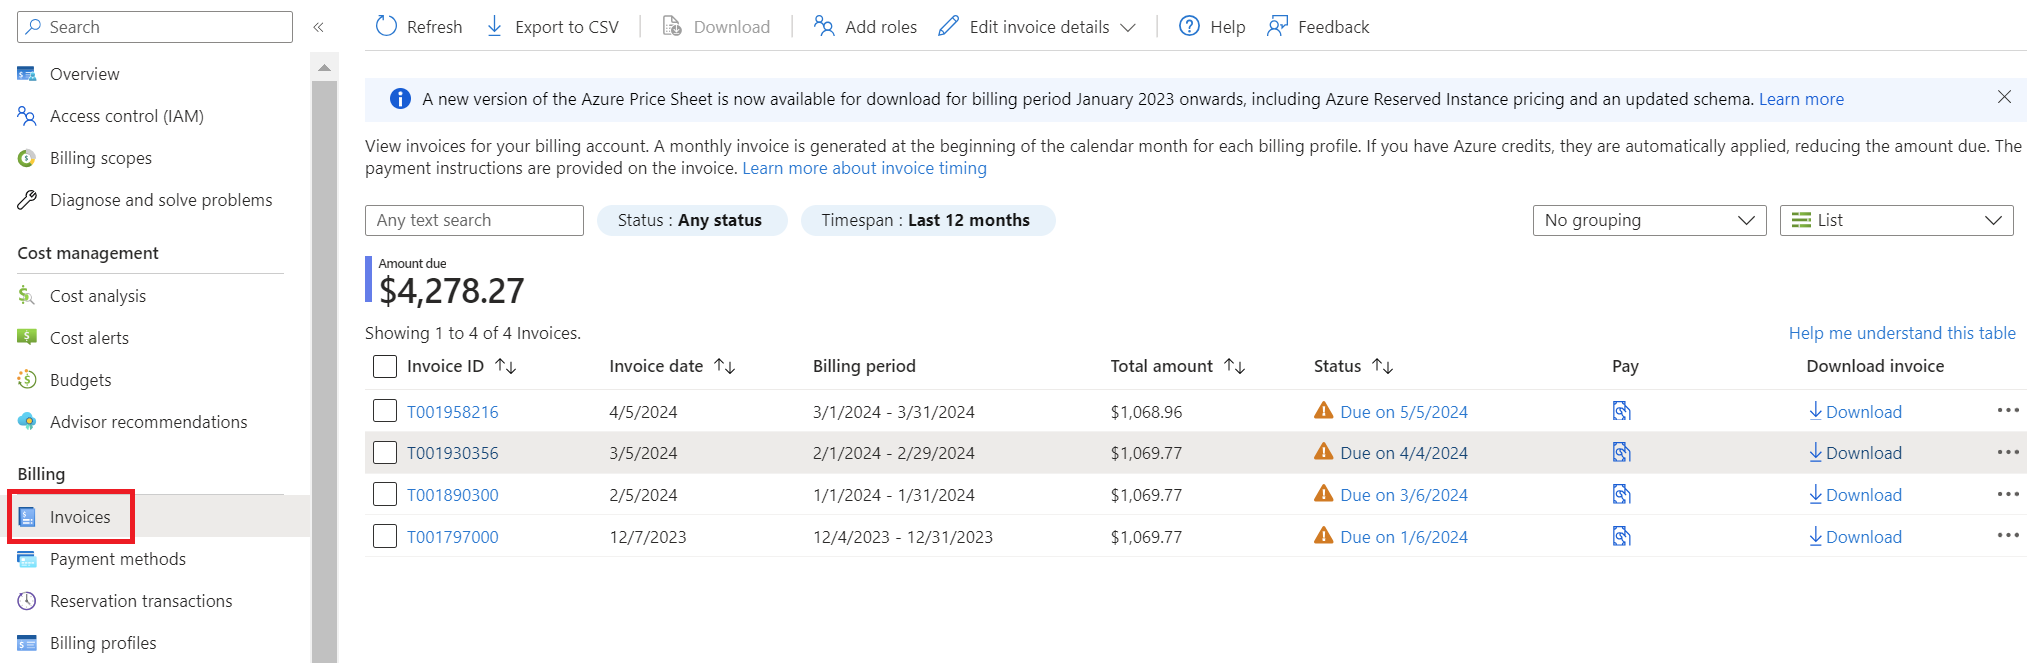 Search
«
Refresh
Export to CSV
Download
Add roles
Edit invoice details
Help
Feedback
Overview
Access control (IAM)
Billing scopes
Diagnose and solve problems
Cost management
Cost analysis
Cost alerts
Budgets
Advisor recommendations
Billing
Invoices
Payment methods
Reservation transactions
Billing profiles
A new version of the Azure Price Sheet is now available for download for billing period January 2023 onwards, including Azure Reserved Instance pricing and an updated schema. Learn more
View invoices for your billing account. A monthly invoice is generated at the beginning of the calendar month for each billing profile. If you have Azure credits, they are automatically applied, reducing the amount due. The
payment instructions are provided on the invoice. Learn more about invoice timing
Any text search
Status : Any status
Timespan : Last 12 months
No grouping
List
Amount due
$4,278.27
Showing 1 to 4 of 4 Invoices.
Help me understand this table
Invoice ID Invoice date Billing period Total amount Status Pay Download invoice
T001958216 4/5/2024 3/1/2024 - 3/31/2024 $1,068.96 Due on 5/5/2024 Download
T001930356 3/5/2024 2/1/2024 - 2/29/2024 $1,069.77 Due on 4/4/2024 Download
T001890300 2/5/2024 1/1/2024 - 1/31/2024 $1,069.77 Due on 3/6/2024 Download
T001797000 12/7/2023 12/4/2023 - 12/31/2023 $1,069.77 Due on 1/6/2024 Download